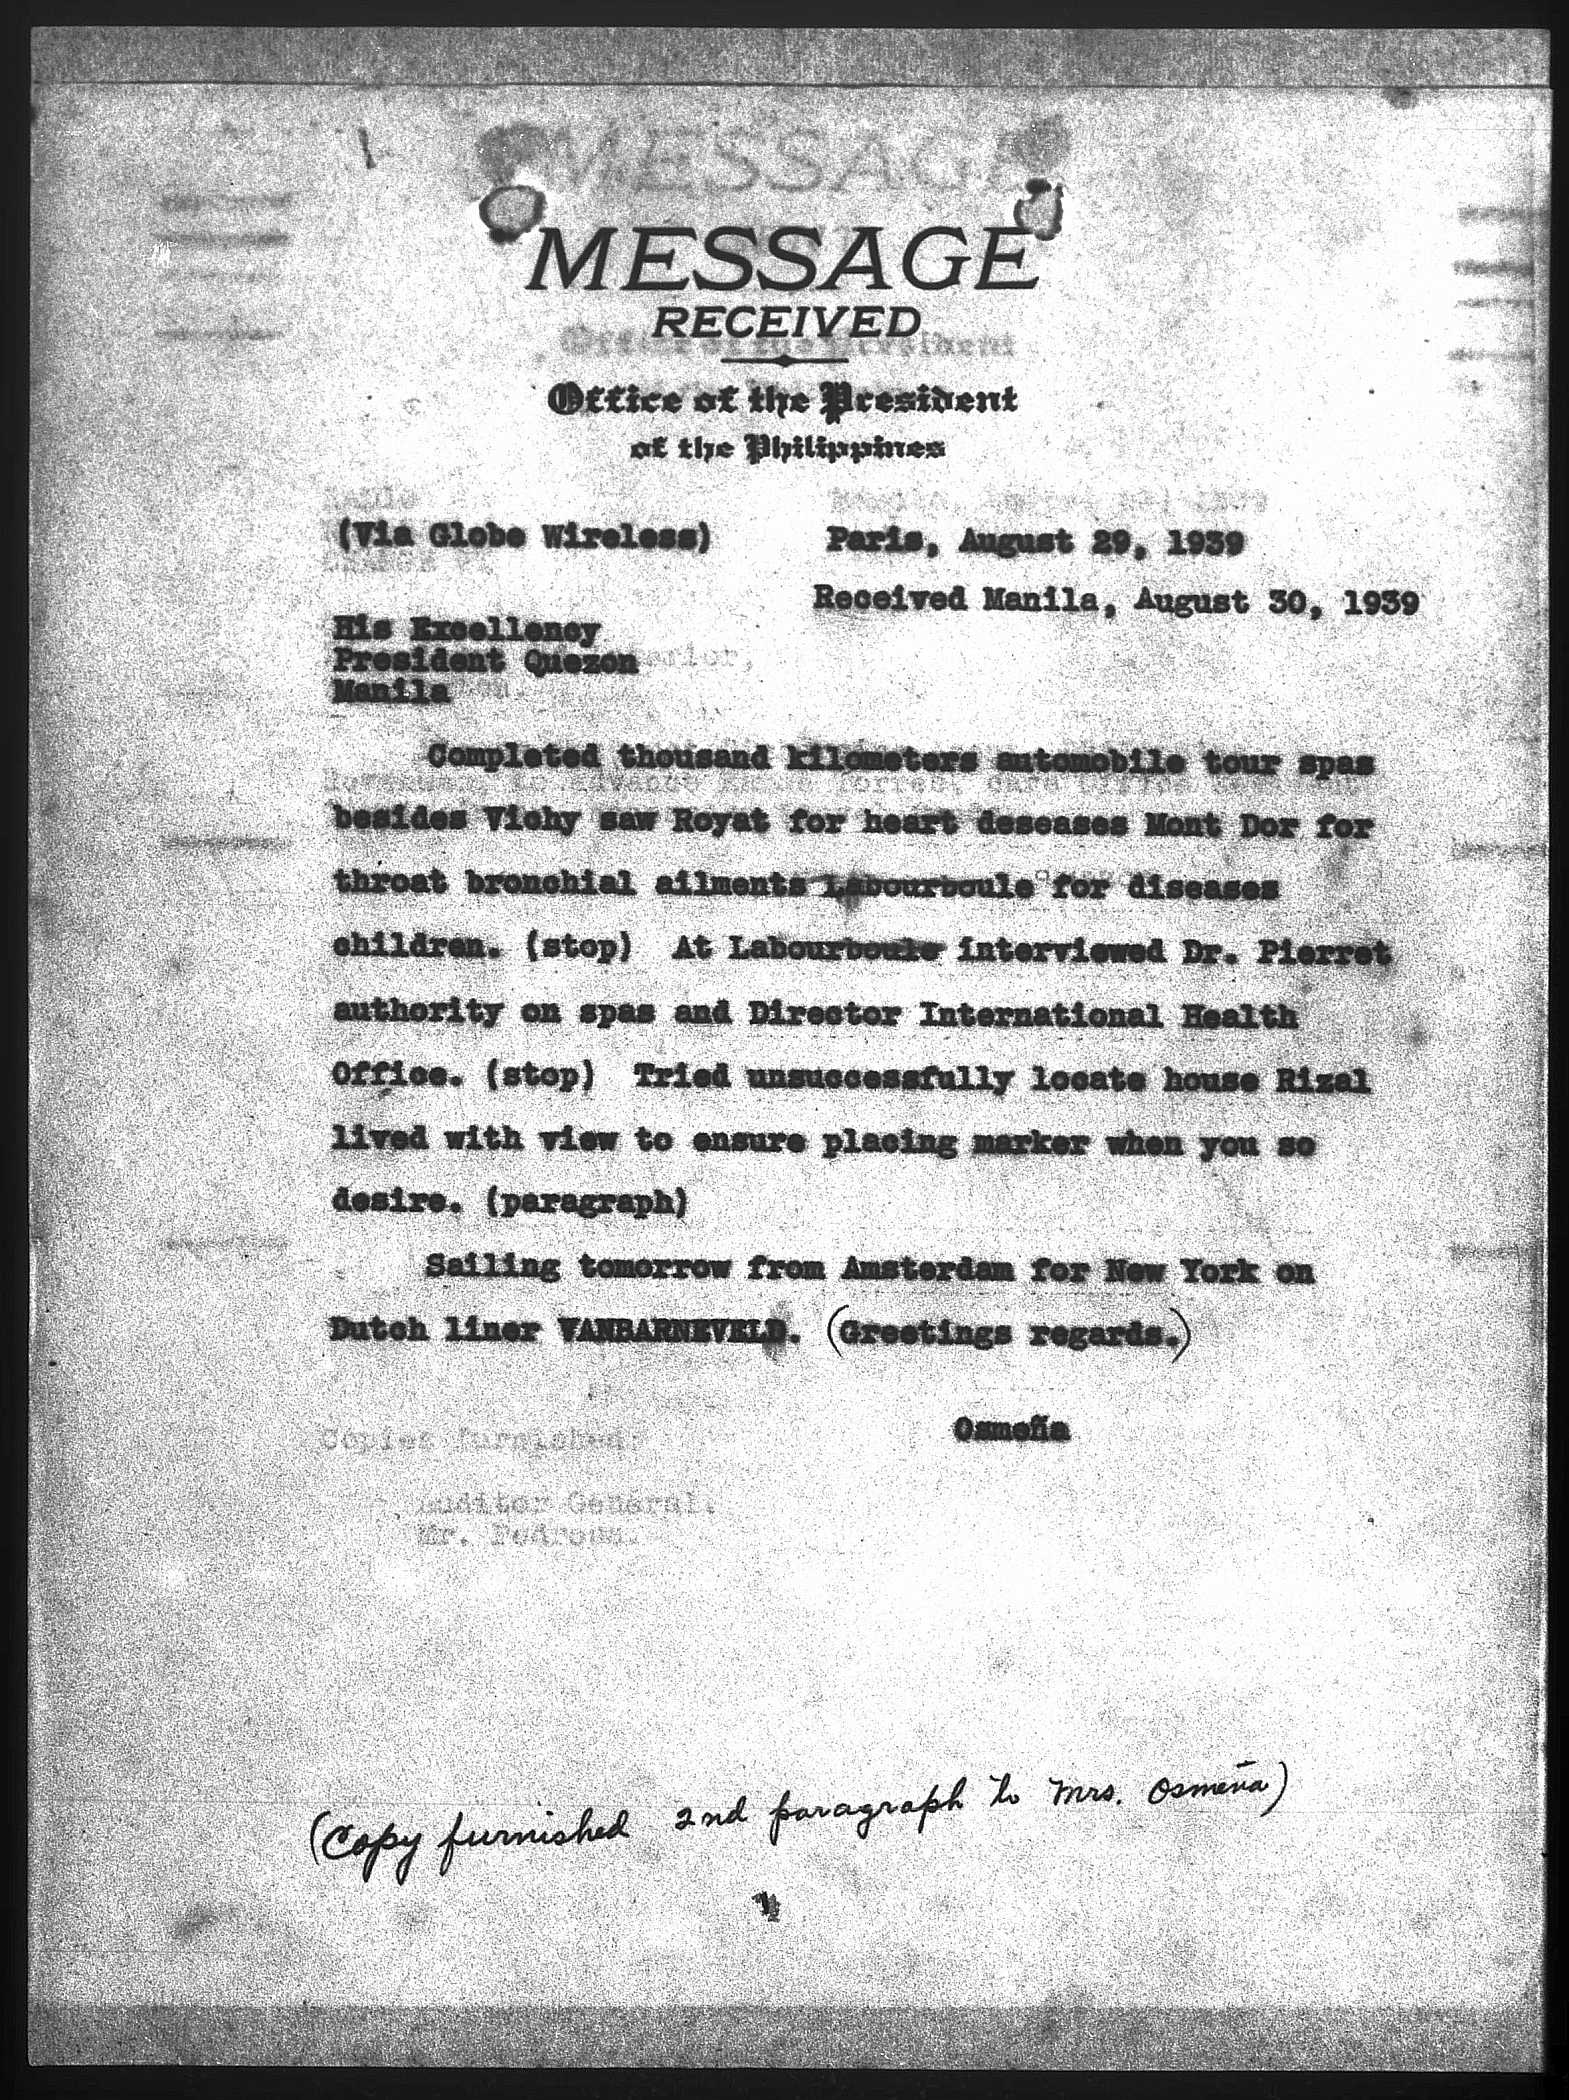 MESSAGE
MESSAGE
RECEIVED
Office of the President
of the Philippines
(Via Globe Wireless) Paris, August 29, 1939
Received Manila, August 30, 1939
His Excellency
President Quezon
Manila
Completed thousand kilometers automobile tour spas
besides Vichy saw Royat for heart deseases Mont Dor for
throat bronchial ailments Labourboule for diseases
children. (stop) At Labourboule interviewed Dr. Pierret
authority on spas and Director International Health
Office. (stop) Tried unsuccessfully locate house Rizal
lived with view to ensure placing marker when you so
desire. (paragraph)
Sailing tomorrow from Amsterdam for New York on
Dutch liner VANBARNEVELD. (Greetings regards.)
Osmeña
Copies furnished:
Auditor General.
(Copy furnished 2nd paragraph to Mrs. Osmeña)